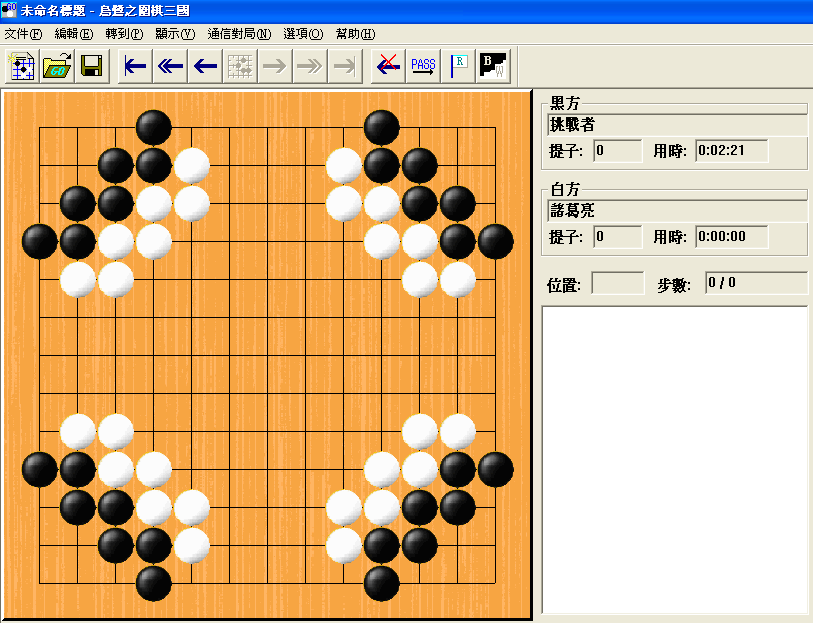 未命名標題 - 烏鷺之圍棋三國
文件(F) 編輯(E) 轉到(P) 顯示(Y) 通信對局(N) 選項(O) 幫助(H)
GO PASS R B W
黑方
挑戰者
提子: 0 用時: 0:02:21
白方
諸葛亮
提子: 0 用時: 0:00:00
位置: 步數: 0 / 0